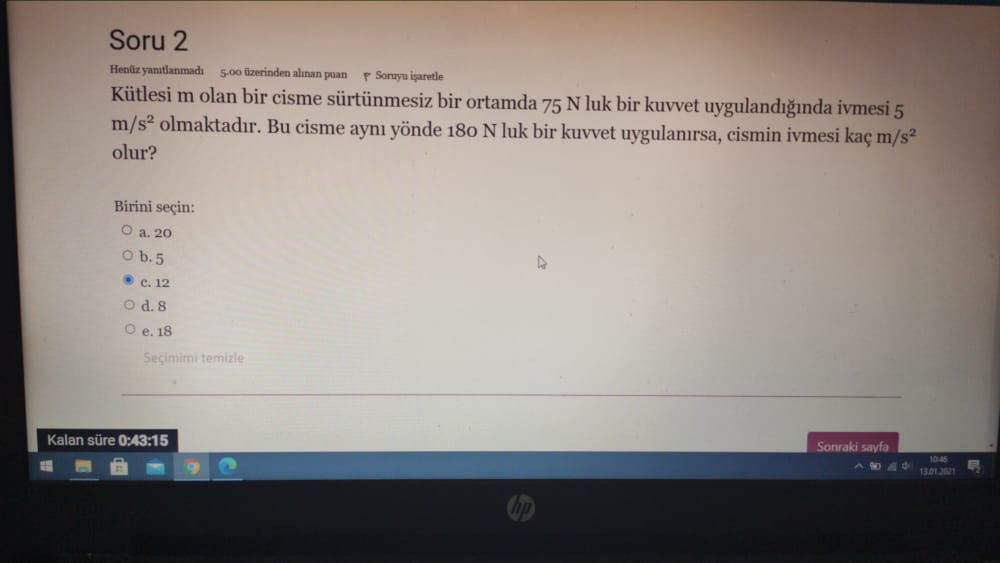 Soru 2
Henüz yanıtlanmadı 5,00 üzerinden alınan puan Soruyu işaretle
Kütlesi m olan bir cisme sürtünmesiz bir ortamda 75 N luk bir kuvvet uygulandığında ivmesi 5
m/s² olmaktadır. Bu cisme aynı yönde 180 N luk bir kuvvet uygulanırsa, cismin ivmesi kaç m/s²
olur?
Birini seçin:
a. 20
b. 5
c. 12
d. 8
e. 18
Seçimimi temizle
Kalan süre 0:43:15
Sonraki sayfa
10:46
13.01.2021
hp